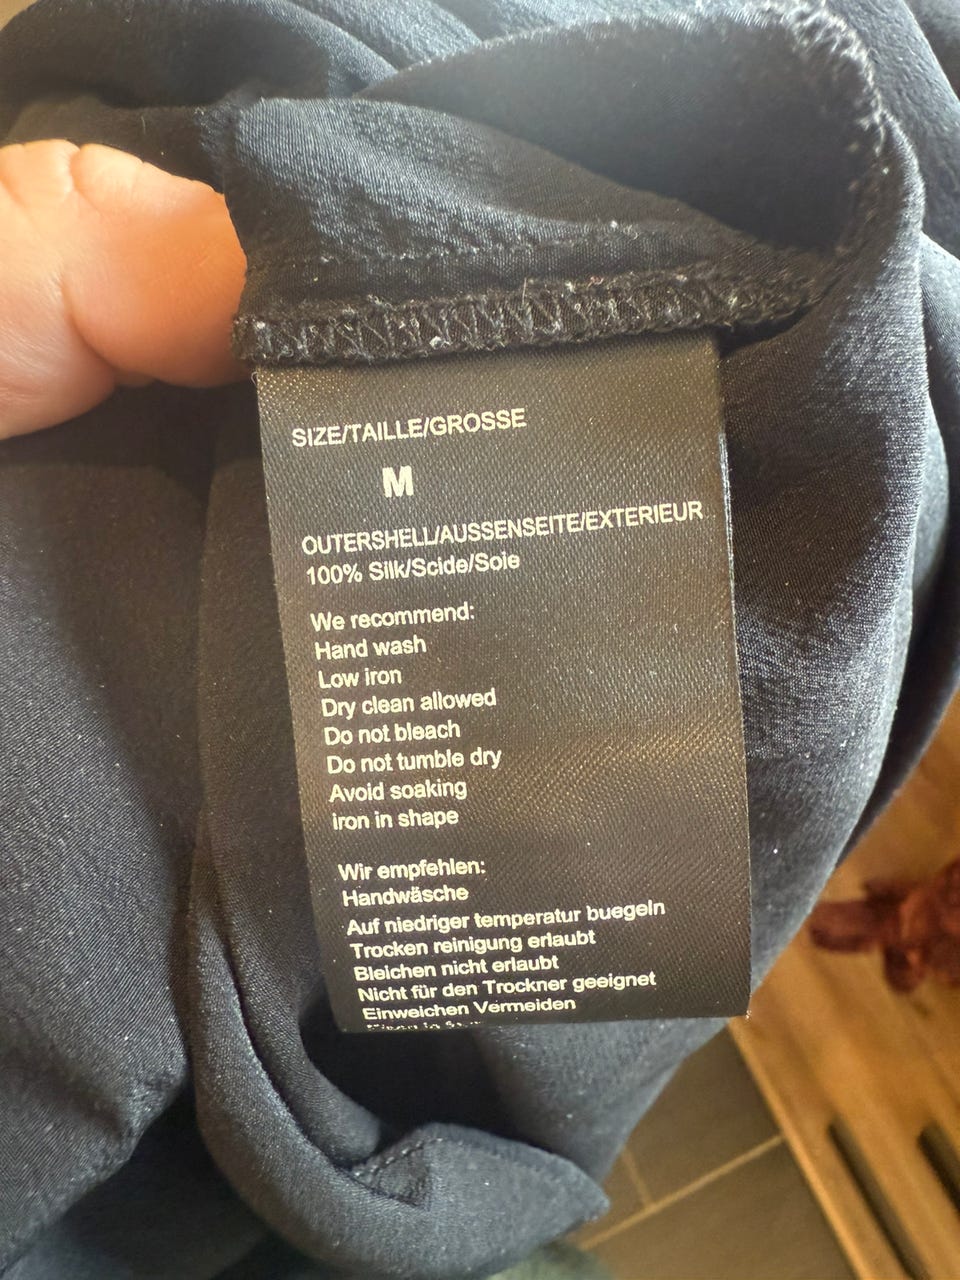 SIZE/TAILLE/GROSSE
M
OUTERSHELL/AUSSENSEITE/EXTERIEUR
100% Silk/Scide/Soie
We recommend:
Hand wash
Low iron
Dry clean allowed
Do not bleach
Do not tumble dry
Avoid soaking
iron in shape
Wir empfehlen:
Handwäsche
Auf niedriger temperatur buegeln
Trocken reinigung erlaubt
Bleichen nicht erlaubt
Nicht für den Trockner geeignet
Einweichen Vermeiden